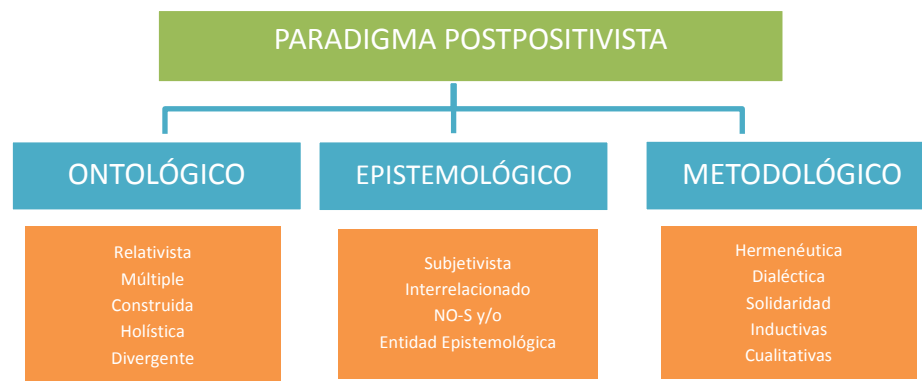 PARADIGMA POSTPOSITIVISTA
ONTOLÓGICO
Relativista
Múltiple
Construida
Holística
Divergente
EPISTEMOLÓGICO
Subjetivista
Interrelacionado
NO-S y/o
Entidad Epistemológica
METODOLÓGICO
Hermenéutica
Dialéctica
Solidaridad
Inductivas
Cualitativas